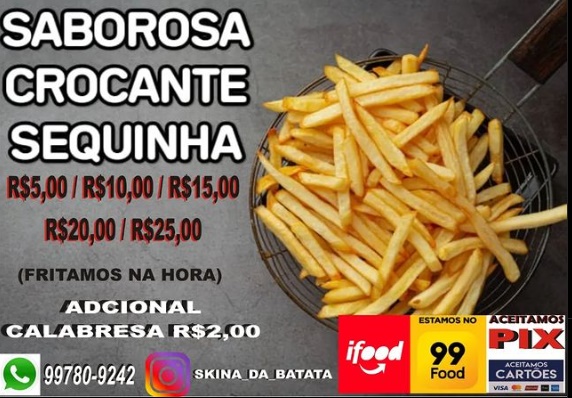 SABOROSA
CROCANTE
SEQUINHA
R$5,00 / R$10,00 / R$15,00
R$20,00 / R$25,00
(FRITAMOS NA HORA)
ADCIONAL
CALABRESA R$2,00
99780-9242
SKINA_DA_BATATA
ifood
ESTAMOS NO
99
Food
ACEITAMOS
PIX
ACEITAMOS
CARTÕES
VISA